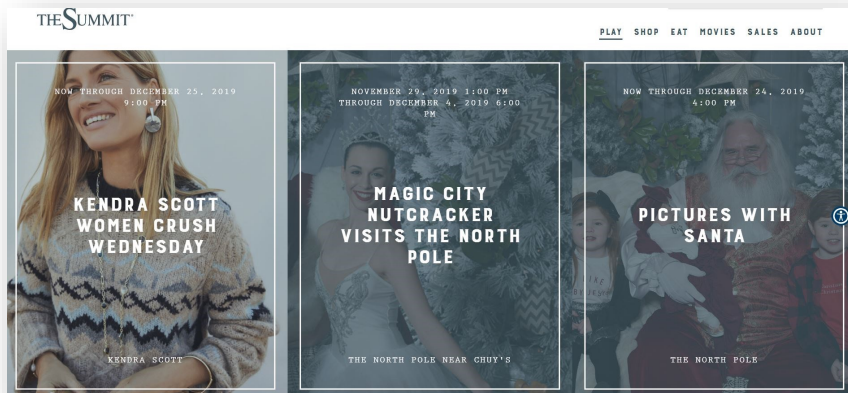 THE SUMMIT®
PLAY SHOP EAT MOVIES SALES ABOUT
NOW THROUGH DECEMBER 25, 2019
9:00 PM
KENDRA SCOTT
WOMEN CRUSH
WEDNESDAY
KENDRA SCOTT
NOVEMBER 29, 2019 1:00 PM
THROUGH DECEMBER 4, 2019 6:00
PM
MAGIC CITY
NUTCRACKER
VISITS THE NORTH
POLE
THE NORTH POLE NEAR CHUY'S
NOW THROUGH DECEMBER 24, 2019
4:00 PM
PICTURES WITH
SANTA
THE NORTH POLE